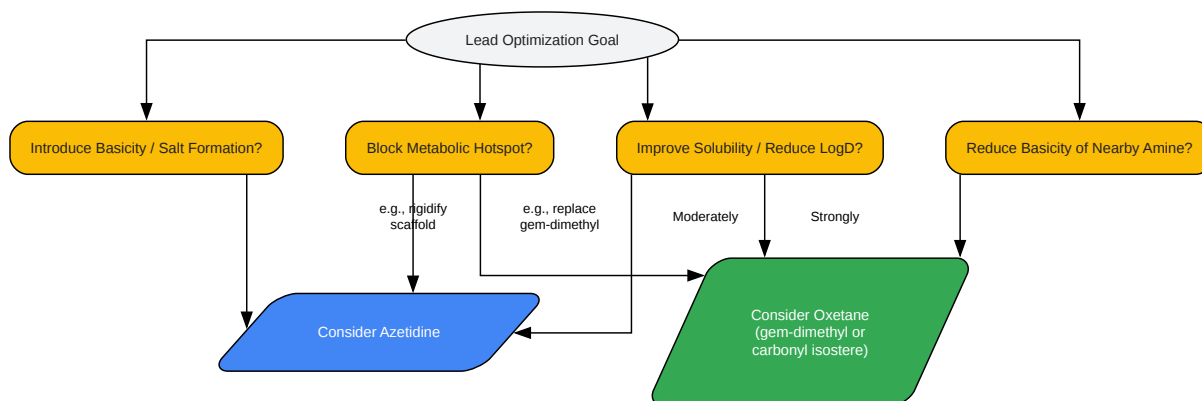 Lead Optimization Goal
Introduce Basicity / Salt Formation?
Block Metabolic Hotspot?
Improve Solubility / Reduce LogD?
Reduce Basicity of Nearby Amine?
e.g., rigidify
scaffold
e.g., replace
gem-dimethyl
Moderately
Strongly
Consider Azetidine
Consider Oxetane
(gem-dimethyl or
carbonyl isostere)